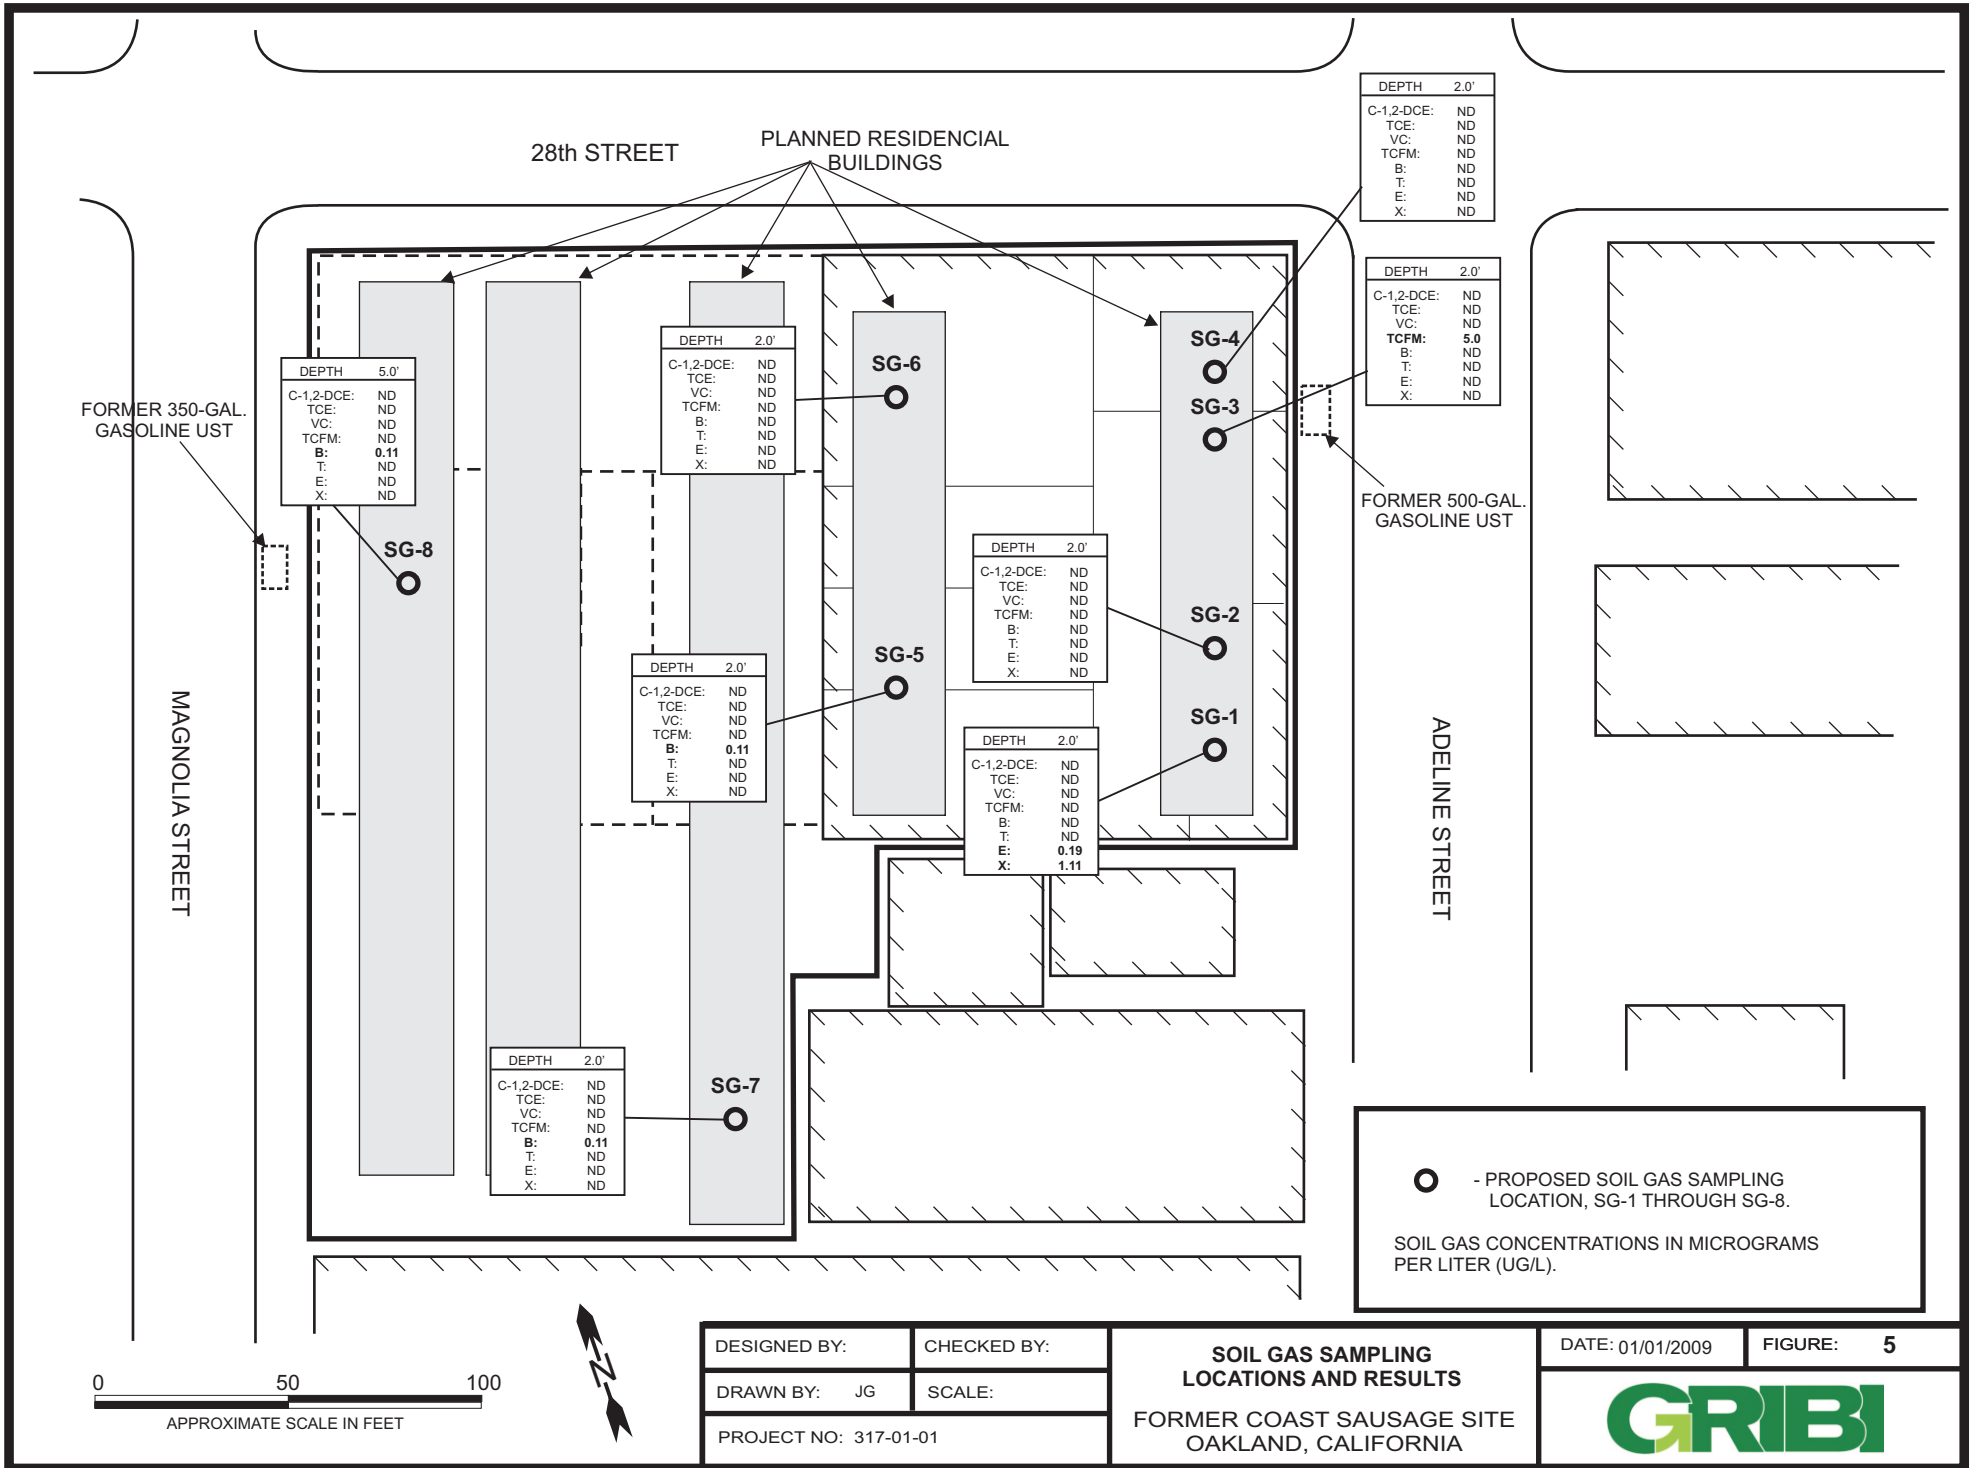 28th STREET
PLANNED RESIDENCIAL
BUILDINGS
DEPTH 2.0'
C-1,2-DCE: ND
TCE: ND
VC: ND
TCFM: ND
B: ND
T: ND
E: ND
X: ND
DEPTH 2.0'
C-1,2-DCE: ND
TCE: ND
VC: ND
TCFM: 5.0
B: ND
T: ND
E: ND
X: ND
SG-4
SG-3
DEPTH 2.0'
C-1,2-DCE: ND
TCE: ND
VC: ND
TCFM: ND
B: ND
T: ND
E: ND
X: ND
SG-6
DEPTH 5.0'
C-1,2-DCE: ND
TCE: ND
VC: ND
TCFM: ND
B: 0.11
T: ND
E: ND
X: ND
FORMER 350-GAL.
GASOLINE UST
SG-8
FORMER 500-GAL.
GASOLINE UST
DEPTH 2.0'
C-1,2-DCE: ND
TCE: ND
VC: ND
TCFM: ND
B: ND
T: ND
E: ND
X: ND
SG-2
DEPTH 2.0'
C-1,2-DCE: ND
TCE: ND
VC: ND
TCFM: ND
B: 0.11
T: ND
E: ND
X: ND
SG-5
DEPTH 2.0'
C-1,2-DCE: ND
TCE: ND
VC: ND
TCFM: ND
B: ND
T: ND
E: 0.19
X: 1.11
SG-1
MAGNOLIA STREET
ADELINE STREET
DEPTH 2.0'
C-1,2-DCE: ND
TCE: ND
VC: ND
TCFM: ND
B: 0.11
T: ND
E: ND
X: ND
SG-7
- PROPOSED SOIL GAS SAMPLING
LOCATION, SG-1 THROUGH SG-8.
SOIL GAS CONCENTRATIONS IN MICROGRAMS
PER LITER (UG/L).
0 50 100
APPROXIMATE SCALE IN FEET
N
DESIGNED BY:
CHECKED BY:
DRAWN BY: JG
SCALE:
PROJECT NO: 317-01-01
SOIL GAS SAMPLING
LOCATIONS AND RESULTS
FORMER COAST SAUSAGE SITE
OAKLAND, CALIFORNIA
DATE: 01/01/2009
FIGURE: 5
GRIBI